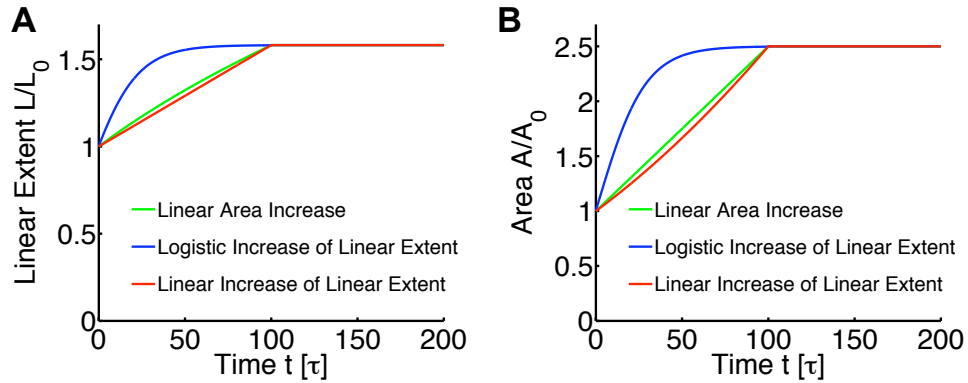 A
Linear Extent L/L0
1.5
1
0.5
0
0 50 100 150 200
Time t [τ]
Linear Area Increase
Logistic Increase of Linear Extent
Linear Increase of Linear Extent
B
Area A/A0
2.5
2
1.5
1
0.5
0
0 50 100 150 200
Time t [τ]
Linear Area Increase
Logistic Increase of Linear Extent
Linear Increase of Linear Extent